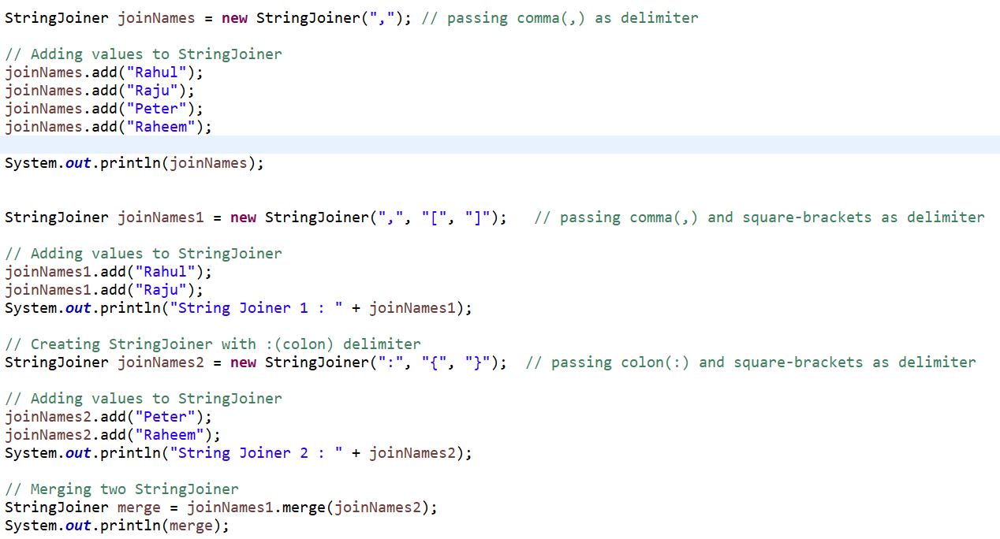 StringJoiner joinNames = new StringJoiner(","); // passing comma(,) as delimiter
// Adding values to StringJoiner
joinNames.add("Rahul");
joinNames.add("Raju");
joinNames.add("Peter");
joinNames.add("Raheem");
System.out.println(joinNames);
StringJoiner joinNames1 = new StringJoiner(",", "[", "]");   // passing comma(,) and square-brackets as delimiter
// Adding values to StringJoiner
joinNames1.add("Rahul");
joinNames1.add("Raju");
System.out.println("String Joiner 1 : " + joinNames1);
// Creating StringJoiner with :(colon) delimiter
StringJoiner joinNames2 = new StringJoiner(":", "{", "}");  // passing colon(:) and square-brackets as delimiter
// Adding values to StringJoiner
joinNames2.add("Peter");
joinNames2.add("Raheem");
System.out.println("String Joiner 2 : " + joinNames2);
// Merging two StringJoiner
StringJoiner merge = joinNames1.merge(joinNames2);
System.out.println(merge);